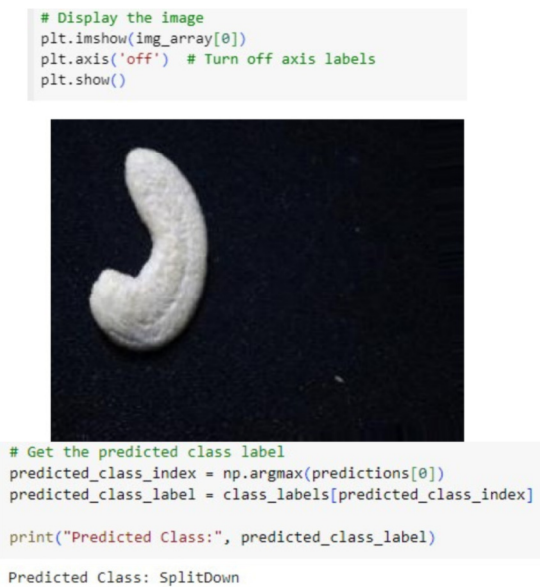 # Display the image
plt.imshow(img_array[0])
plt.axis('off')  # Turn off axis labels
plt.show()
# Get the predicted class label
predicted_class_index = np.argmax(predictions[0])
predicted_class_label = class_labels[predicted_class_index]
print("Predicted Class:", predicted_class_label)
Predicted Class: SplitDown